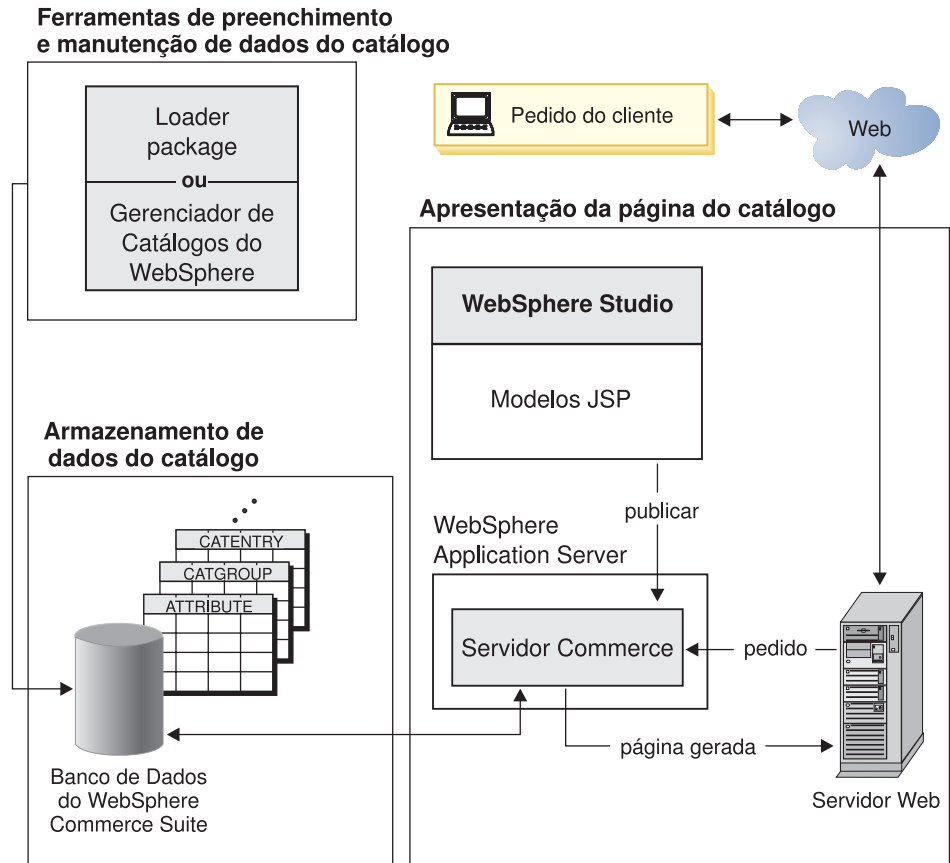 Ferramentas de preenchimento
e manutenção de dados do catálogo
Loader
package
ou
Gerenciador de
Catálogos do
WebSphere
Pedido do cliente
Web
Apresentação da página do catálogo
WebSphere Studio
Modelos JSP
publicar
WebSphere
Application Server
Servidor Commerce
pedido
página gerada
Servidor Web
Armazenamento de
dados do catálogo
CATENTRY
CATGROUP
ATTRIBUTE
Banco de Dados
do WebSphere
Commerce Suite